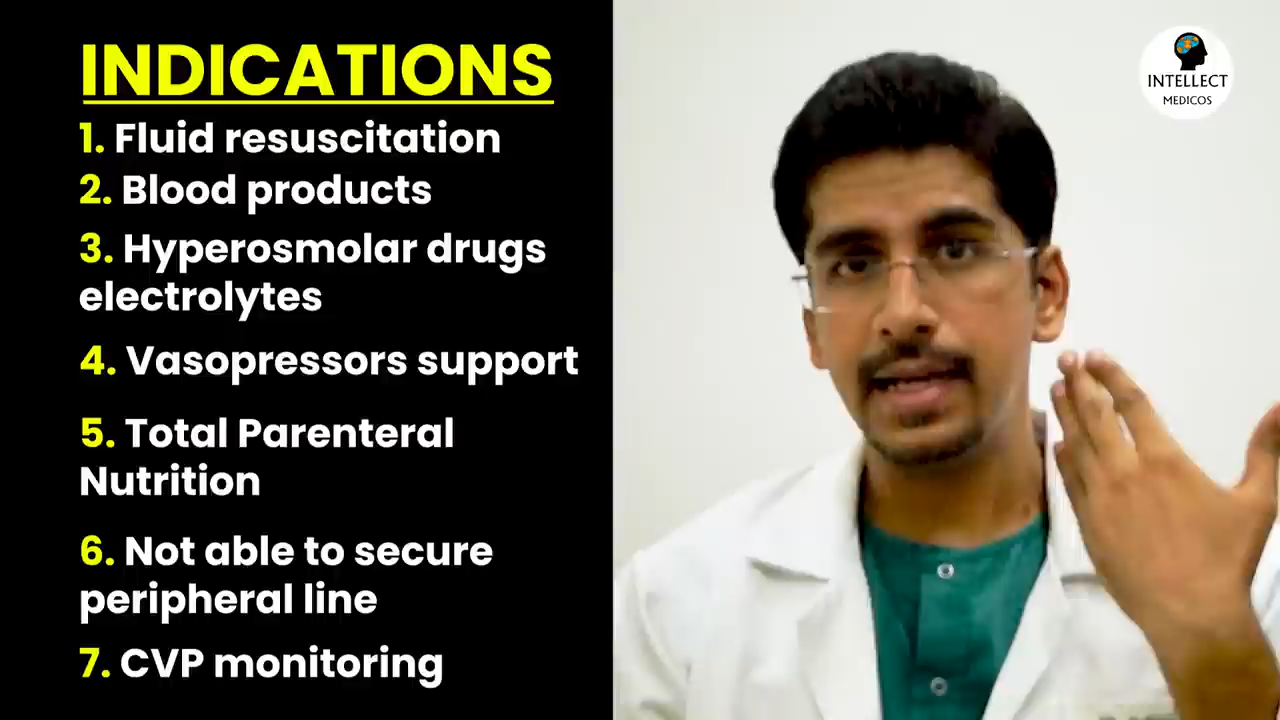 INDICATIONS
1. Fluid resuscitation
2. Blood products
3. Hyperosmolar drugs
electrolytes
4. Vasopressors support
5. Total Parenteral
Nutrition
6. Not able to secure
peripheral line
7. CVP monitoring
INTELLECT
MEDICOS